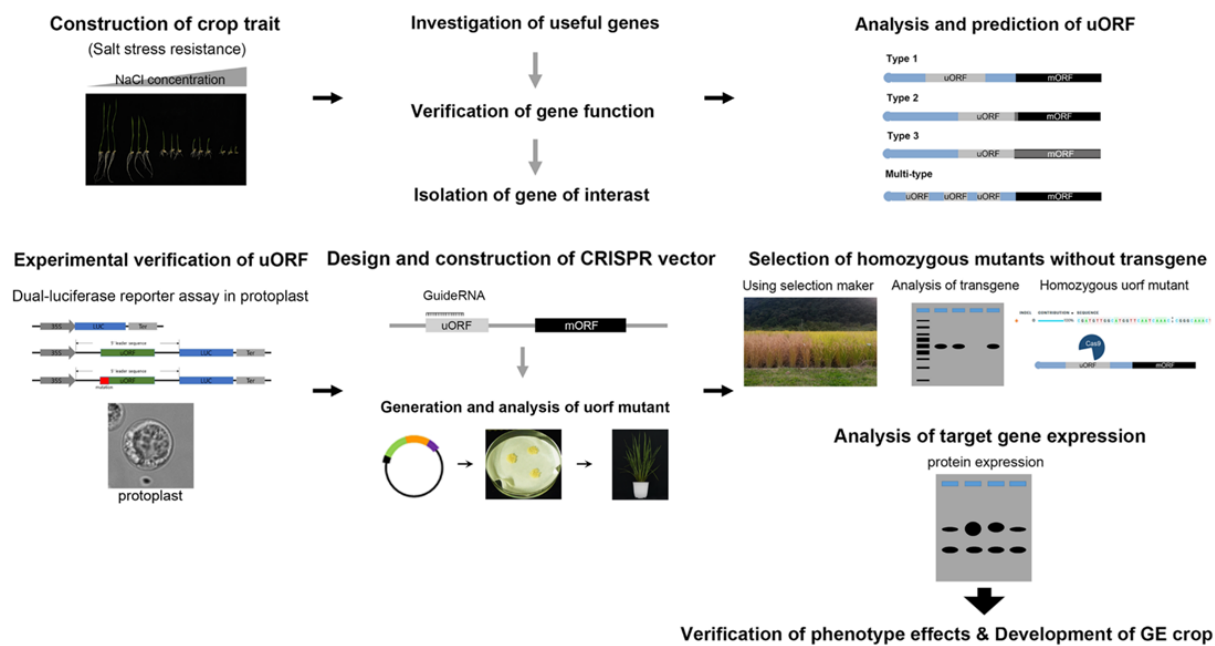 Construction of crop trait
(Salt stress resistance)
NaCl concentration
Investigation of useful genes
Verification of gene function
Isolation of gene of interast
Analysis and prediction of uORF
Type 1
uORF mORF
Type 2
uORF mORF
Type 3
uORF mORF
Multi-type
uORF uORF uORF mORF
Experimental verification of uORF
Dual-luciferase reporter assay in protoplast
35S LUC Ter
5' leader sequence
35S uORF LUC Ter
5' leader sequence
35S uORF LUC Ter
mutation
protoplast
Design and construction of CRISPR vector
GuideRNA
uORF mORF
Generation and analysis of uorf mutant
Selection of homozygous mutants without transgene
Using selection maker
Analysis of transgene
Homozygous uorf mutant
INDEL CONTRIBUTION SEQUENCE
Cas9
uORF mORF
Analysis of target gene expression
protein expression
Verification of phenotype effects & Development of GE crop